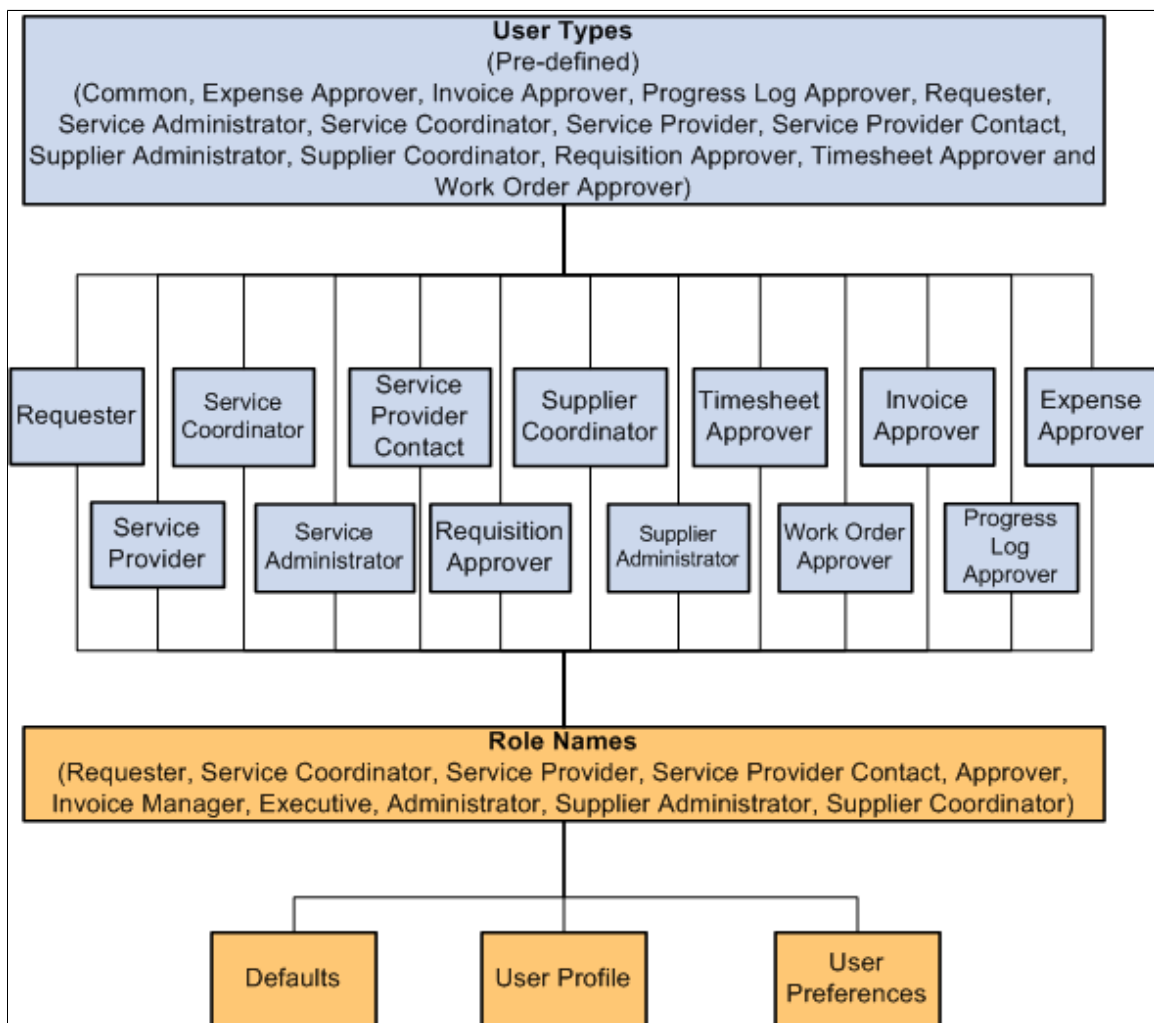 User Types
(Pre-defined)
(Common, Expense Approver, Invoice Approver, Progress Log Approver, Requester,
Service Administrator, Service Coordinator, Service Provider, Service Provider Contact,
Supplier Administrator, Supplier Coordinator, Requisition Approver, Timesheet Approver and
Work Order Approver)
Requester
Service
Coordinator
Service
Provider
Contact
Supplier
Coordinator
Timesheet
Approver
Invoice
Approver
Expense
Approver
Service
Provider
Service
Administrator
Requisition
Approver
Supplier
Administrator
Work Order
Approver
Progress
Log
Approver
Role Names
(Requester, Service Coordinator, Service Provider, Service Provider Contact, Approver,
Invoice Manager, Executive, Administrator, Supplier Administrator, Supplier Coordinator)
Defaults
User Profile
User
Preferences